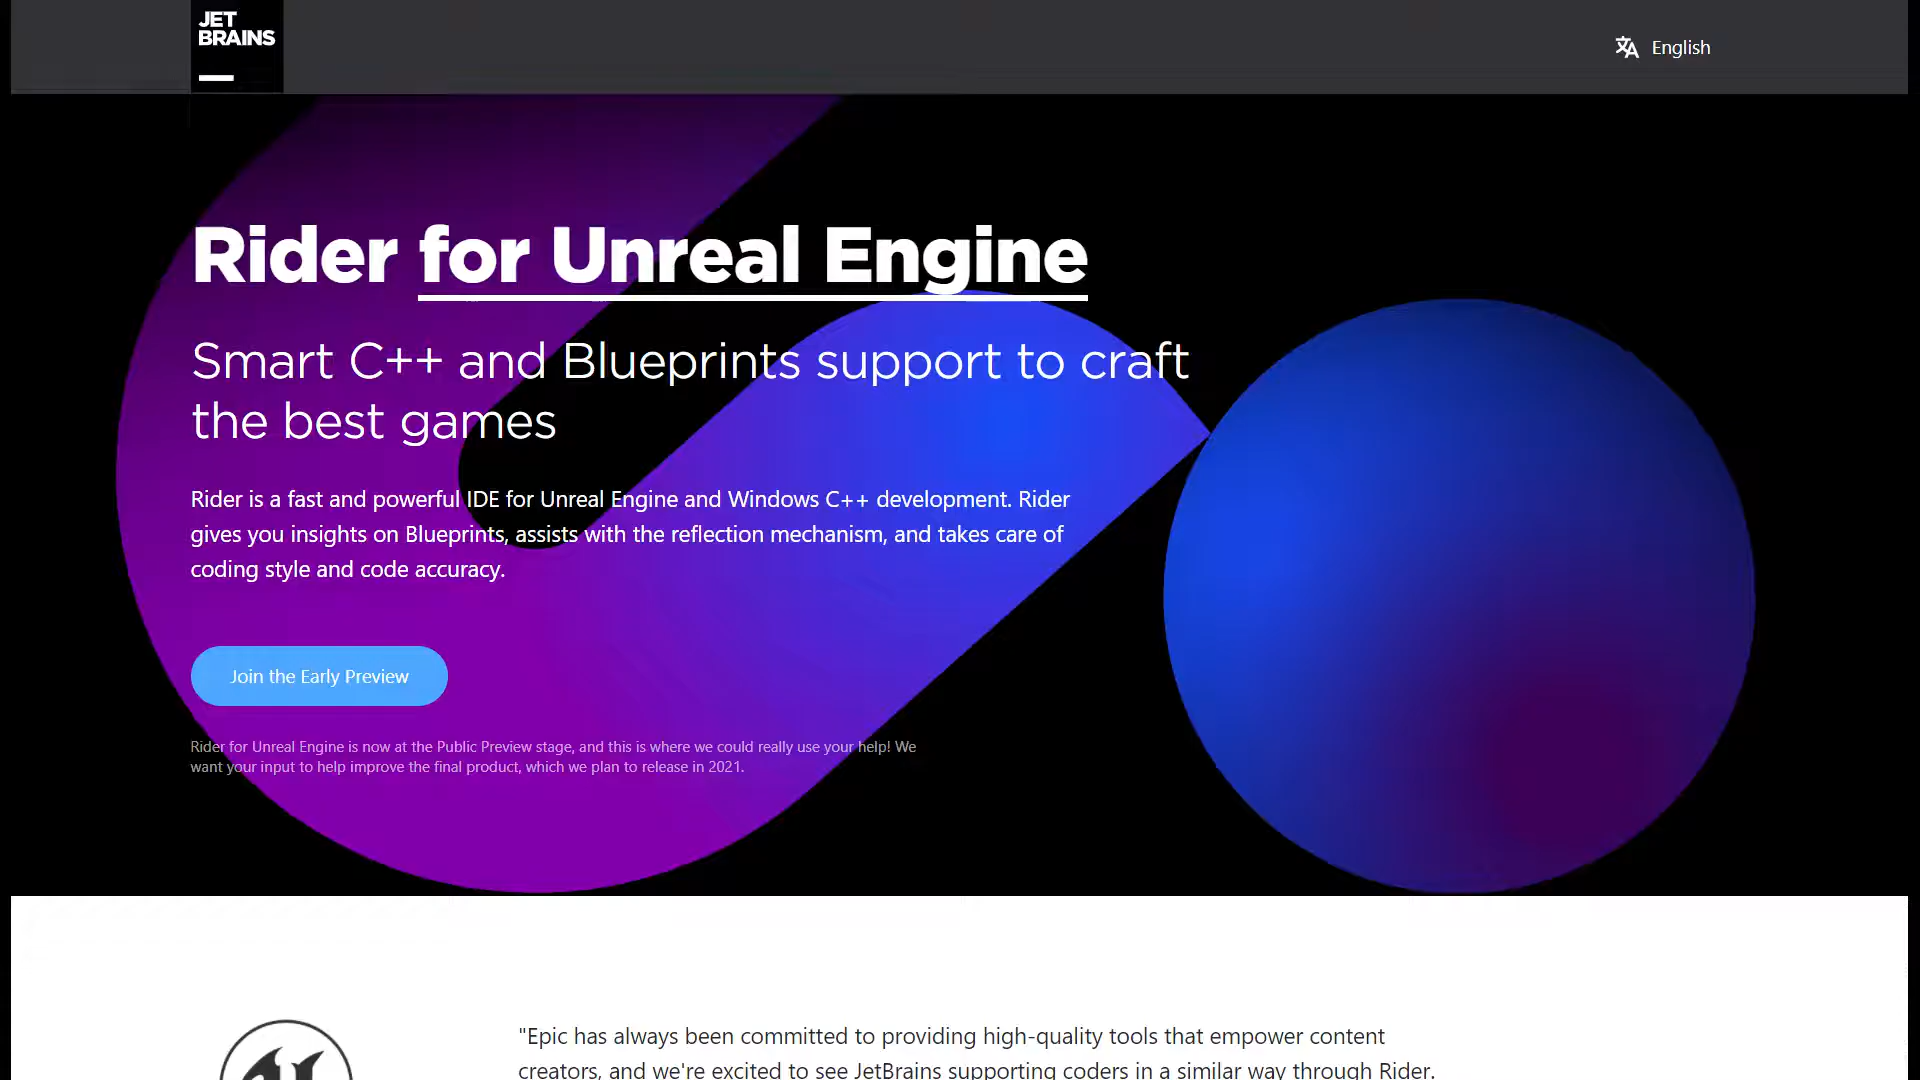 JET
BRAINS
English
Rider for Unreal Engine
Smart C++ and Blueprints support to craft
the best games
Rider is a fast and powerful IDE for Unreal Engine and Windows C++ development. Rider
gives you insights on Blueprints, assists with the reflection mechanism, and takes care of
coding style and code accuracy.
Join the Early Preview
Rider for Unreal Engine is now at the Public Preview stage, and this is where we could really use your help! We
want your input to help improve the final product, which we plan to release in 2021.
"Epic has always been committed to providing high-quality tools that empower content
creators, and we're excited to see JetBrains supporting coders in a similar way through Rider.